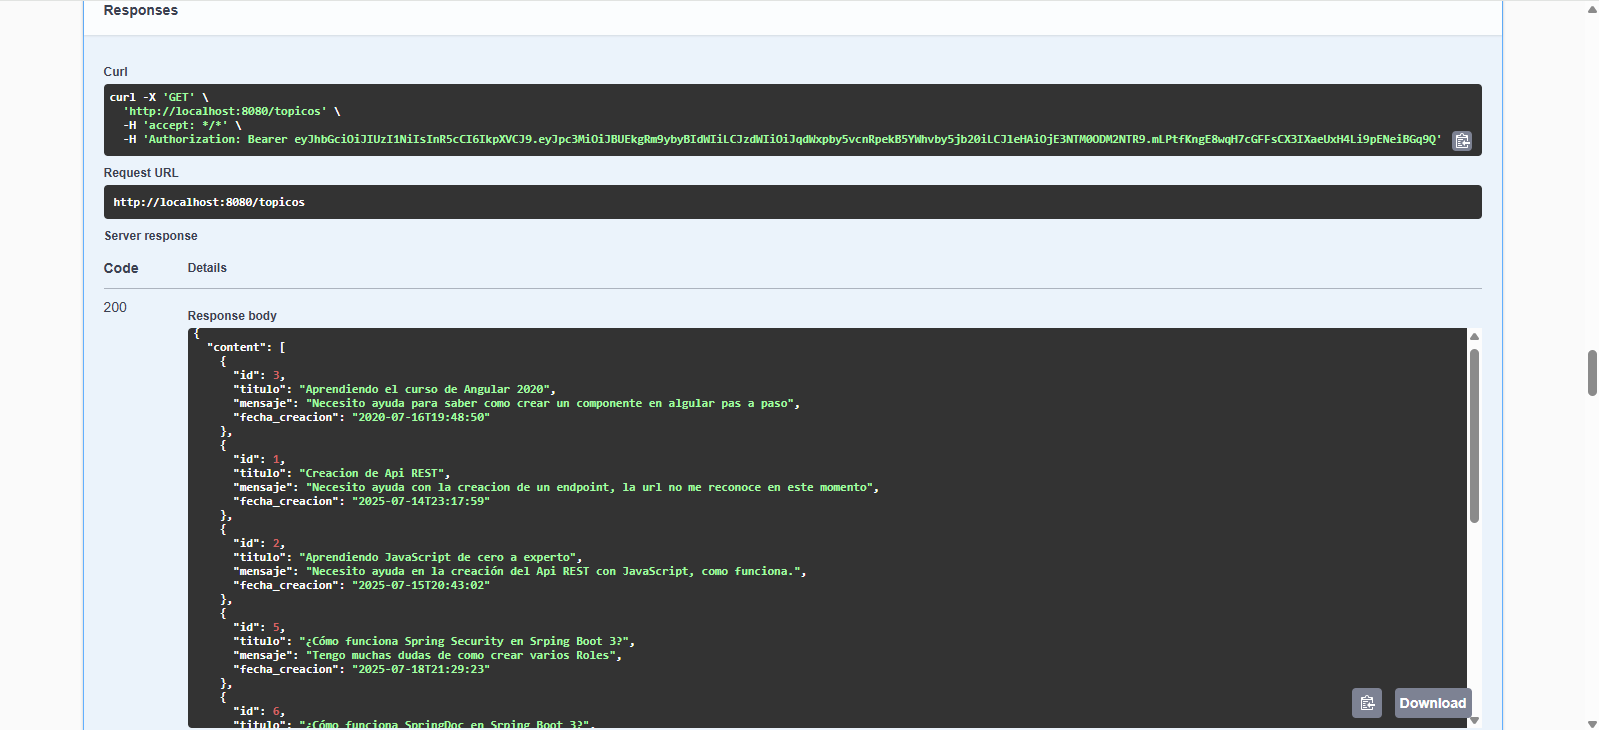 Responses
Curl
curl -X 'GET' \
'http://localhost:8080/topicos' \
-H 'accept: */*' \
-H 'Authorization: Bearer eyJhbGciOiJIUzI1NiIsInR5cCI6IkpXVCJ9.eyJpc3MiOiJBUEkgRm9ybyBIdWIiLCJzdWIiOiJqdWxpby5vcnRpekB5YWhvby5jb20iLCJleHAiOjE3NTM0ODM2NTR9.mLPtfKngE8wqH7cGFFsCX3IXaeUxH4Li9pENeiBGq9Q'
Request URL
http://localhost:8080/topicos
Server response
Code Details
200
Response body
{
"content": [
{
"id": 3,
"titulo": "Aprendiendo el curso de Angular 2020",
"mensaje": "Necesito ayuda para saber como crear un componente en algular pas a paso",
"fecha_creacion": "2020-07-16T19:48:50"
},
{
"id": 1,
"titulo": "Creacion de Api REST",
"mensaje": "Necesito ayuda con la creacion de un endpoint, la url no me reconoce en este momento",
"fecha_creacion": "2025-07-14T23:17:59"
},
{
"id": 2,
"titulo": "Aprendiendo JavaScript de cero a experto",
"mensaje": "Necesito ayuda en la creación del Api REST con JavaScript, como funciona.",
"fecha_creacion": "2025-07-15T20:43:02"
},
{
"id": 5,
"titulo": "¿Cómo funciona Spring Security en Srping Boot 3?",
"mensaje": "Tengo muchas dudas de como crear varios Roles",
"fecha_creacion": "2025-07-18T21:29:23"
},
{
"id": 6,
"titulo": "¿Cómo funciona SpringDoc en Srping Boot 3?",
Download